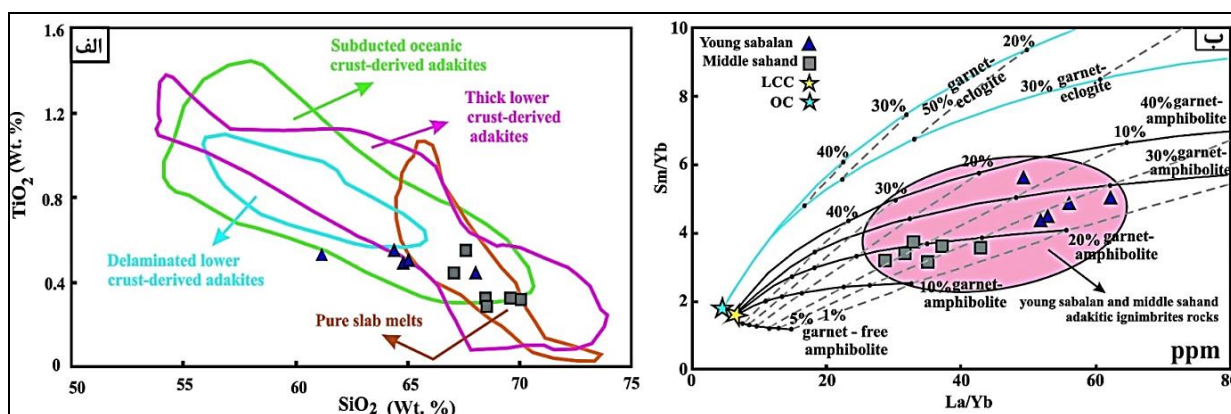 الف
1.6
1.2
0.8
0.4
0
TiO2 (Wt. %)
Subducted oceanic
crust-derived adakites
Thick lower
crust-derived
adakites
Delaminated lower
crust-derived adakites
Pure slab melts
50
55
60
65
70
75
SiO2 (Wt. %)
ب
10
8
6
4
2
0
Sm/Yb
Young sabalan
Middle sahand
LCC
OC
20%
50% garnet-
eclogite
30%
30% garnet-
eclogite
40%
40% garnet-
amphibolite
10%
30% garnet-
amphibolite
20%
30%
40%
20% garnet-
amphibolite
10% garnet-
amphibolite
young sabalan and middle sahand
adakitic ignimbrites rocks
5% 1%
garnet - free
amphibolite
ppm
0
20
40
60
80
La/Yb